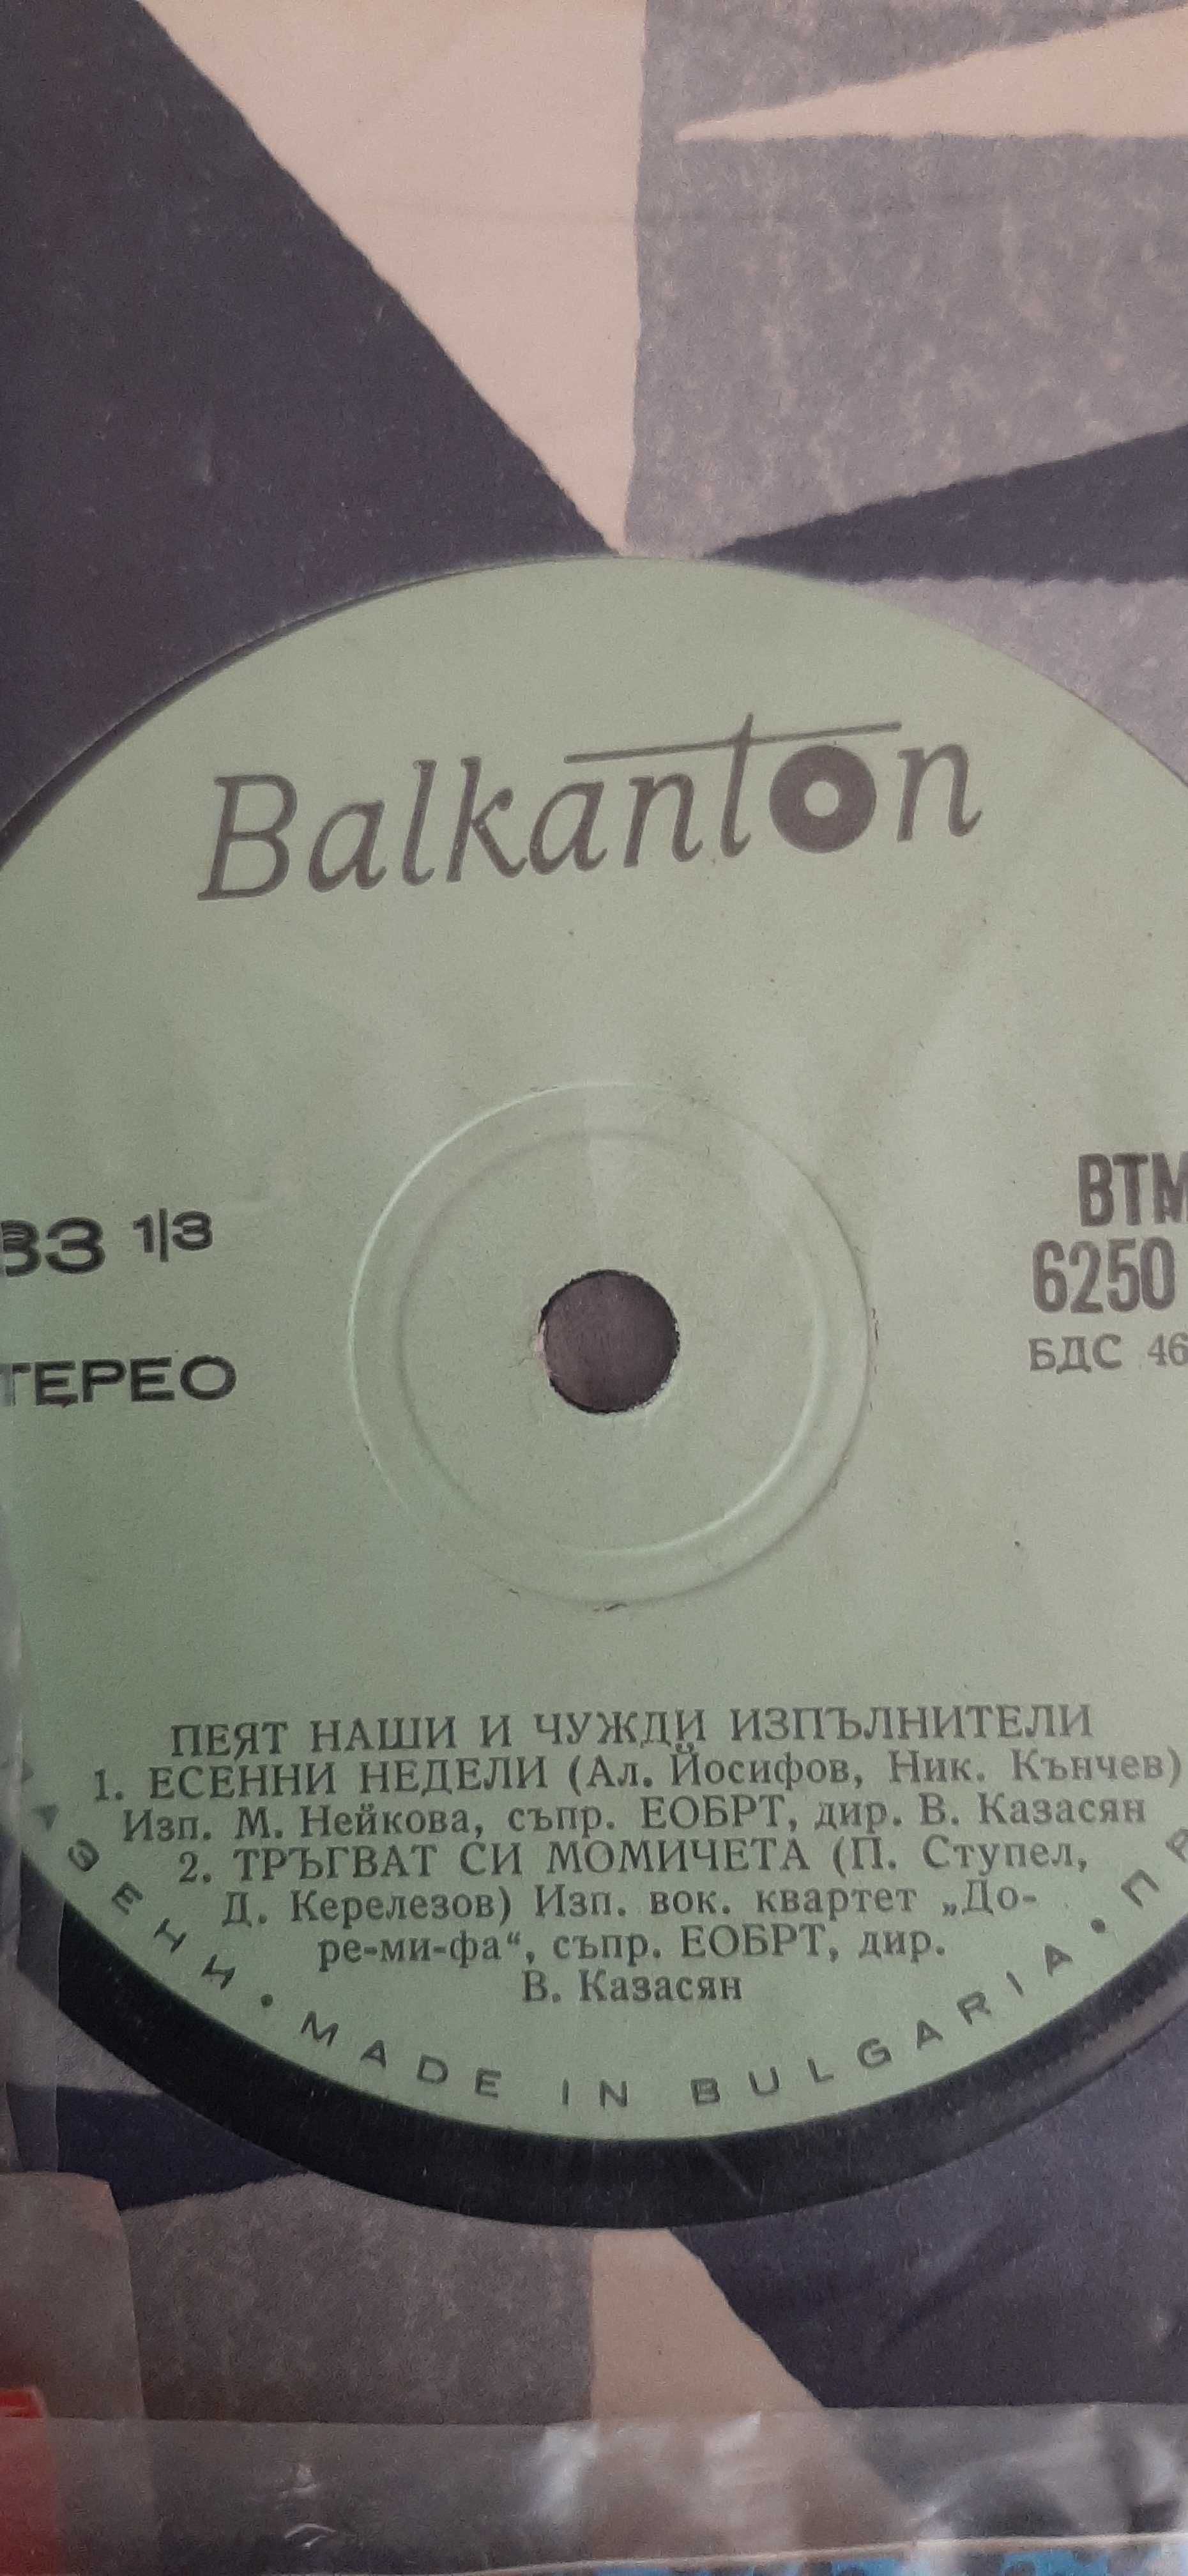 Balkanton
33 1/3
ВТМ
6250
ТЕРЕО
БДС 46
ПЕЯТ НАШИ И ЧУЖДИ ИЗПЪЛНИТЕЛИ
1. ЕСЕННИ НЕДЕЛИ (Ал. Йосифов, Ник. Кънчев)
Изп. М. Нейкова, съпр. ЕОБРТ, дир. В. Казасян
2. ТРЪГВАТ СИ МОМИЧЕТА (П. Ступел,
Д. Керелезов) Изп. вок. квартет „До-
ре-ми-фа“, съпр. ЕОБРТ, дир.
В. Казасян
MADE IN BULGARIA